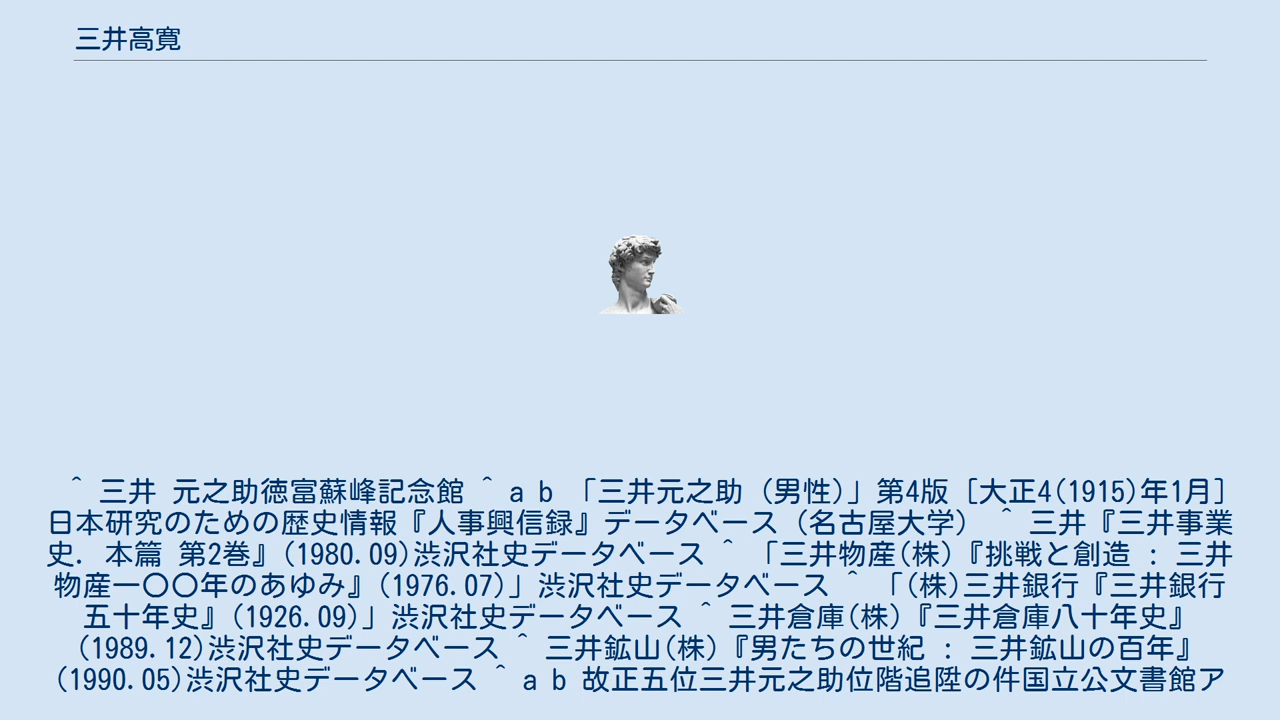 三井高寛
^ 三井 元之助徳富蘇峰記念館 ^ a b 「三井元之助 (男性)」第4版 [大正4(1915)年1月]
日本研究のための歴史情報『人事興信録』データベース (名古屋大学) ^ 三井『三井事業
史. 本篇 第2巻』(1980.09)渋沢社史データベース ^ 「三井物産(株)『挑戦と創造 : 三井
物産一〇〇年のあゆみ』(1976.07)」渋沢社史データベース ^ 「(株)三井銀行『三井銀行
五十年史』(1926.09)」渋沢社史データベース ^ 三井倉庫(株)『三井倉庫八十年史』
(1989.12)渋沢社史データベース ^ 三井鉱山(株)『男たちの世紀 : 三井鉱山の百年』
(1990.05)渋沢社史データベース ^ a b 故正五位三井元之助位階追陞の件国立公文書館ア